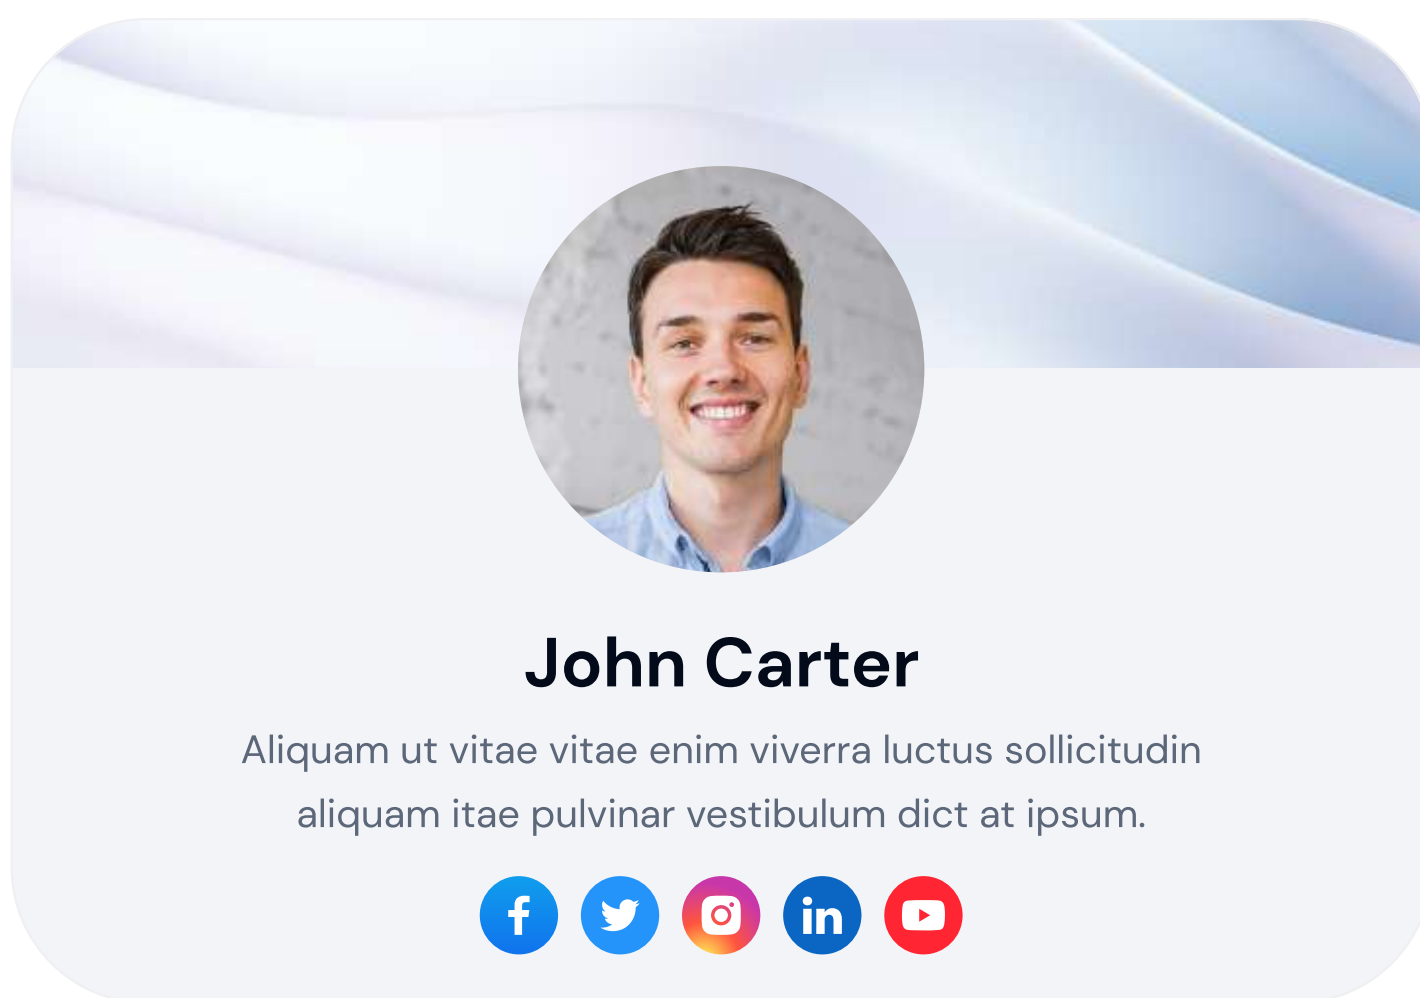 John Carter
Aliquam ut vitae vitae enim viverra luctus sollicitudin
aliquam itae pulvinar vestibulum dict at ipsum.